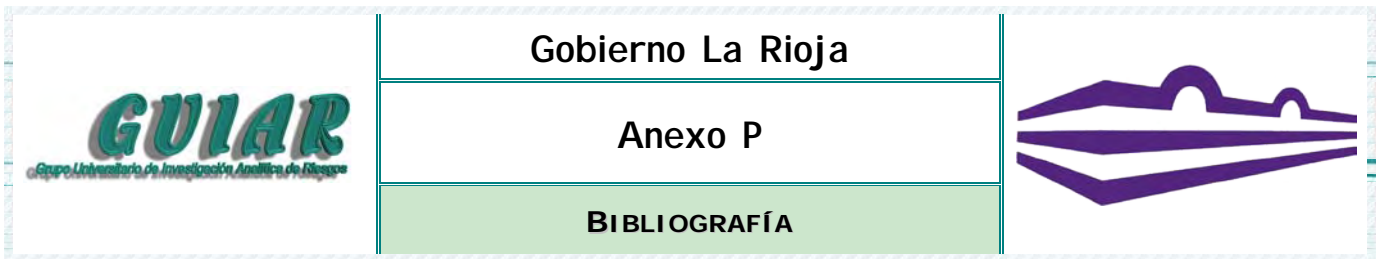 GUIAR
Grupo Universitario de Investigación Analítica de Riesgos
Gobierno La Rioja
Anexo P
BIBLIOGRAFÍA